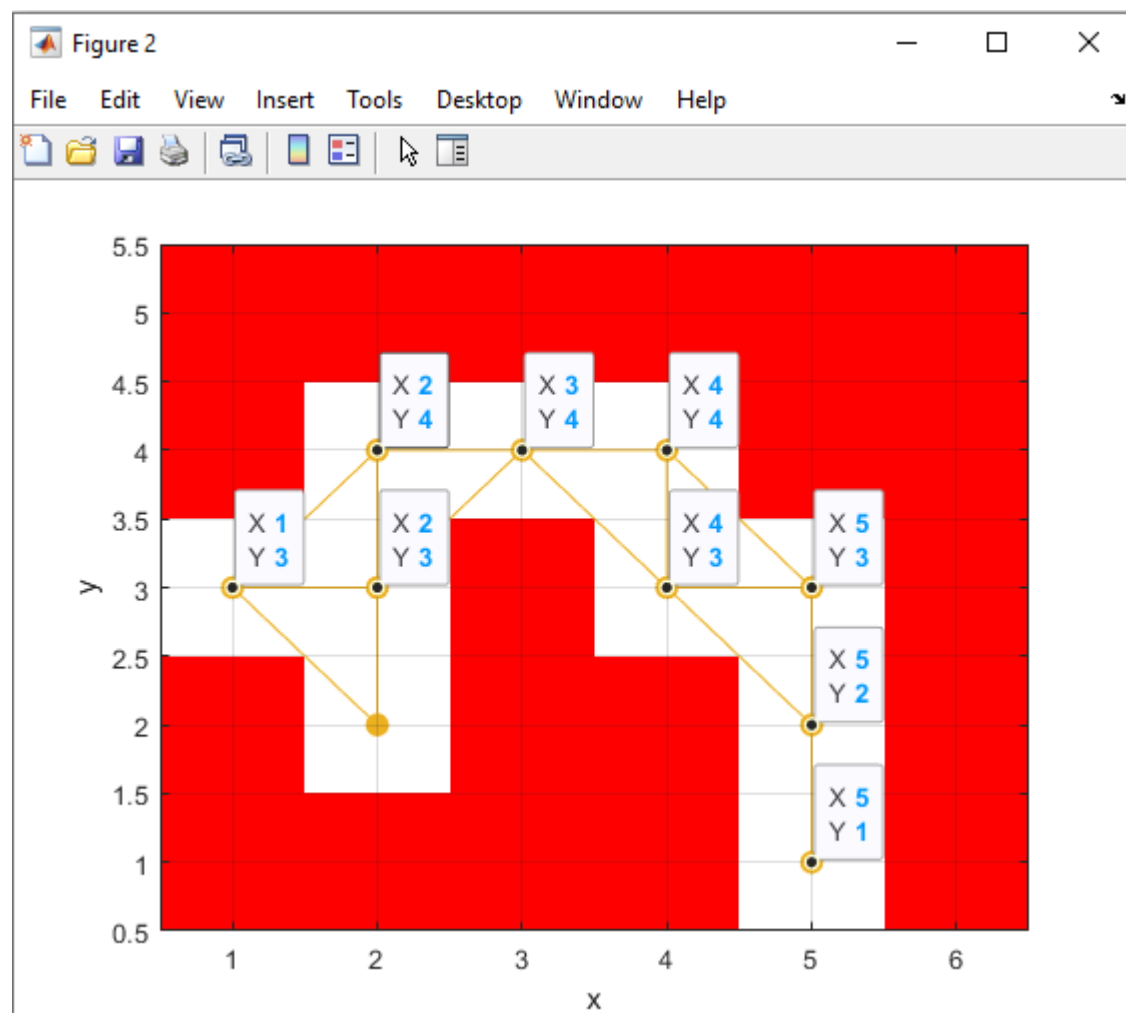 Figure 2
File Edit View Insert Tools Desktop Window Help
5.5
5
4.5
4
3.5
3
2.5
2
1.5
1
0.5
y
X 2
Y 4
X 3
Y 4
X 4
Y 4
X 1
Y 3
X 2
Y 3
X 4
Y 3
X 5
Y 3
X 5
Y 2
X 5
Y 1
1 2 3 4 5 6
x